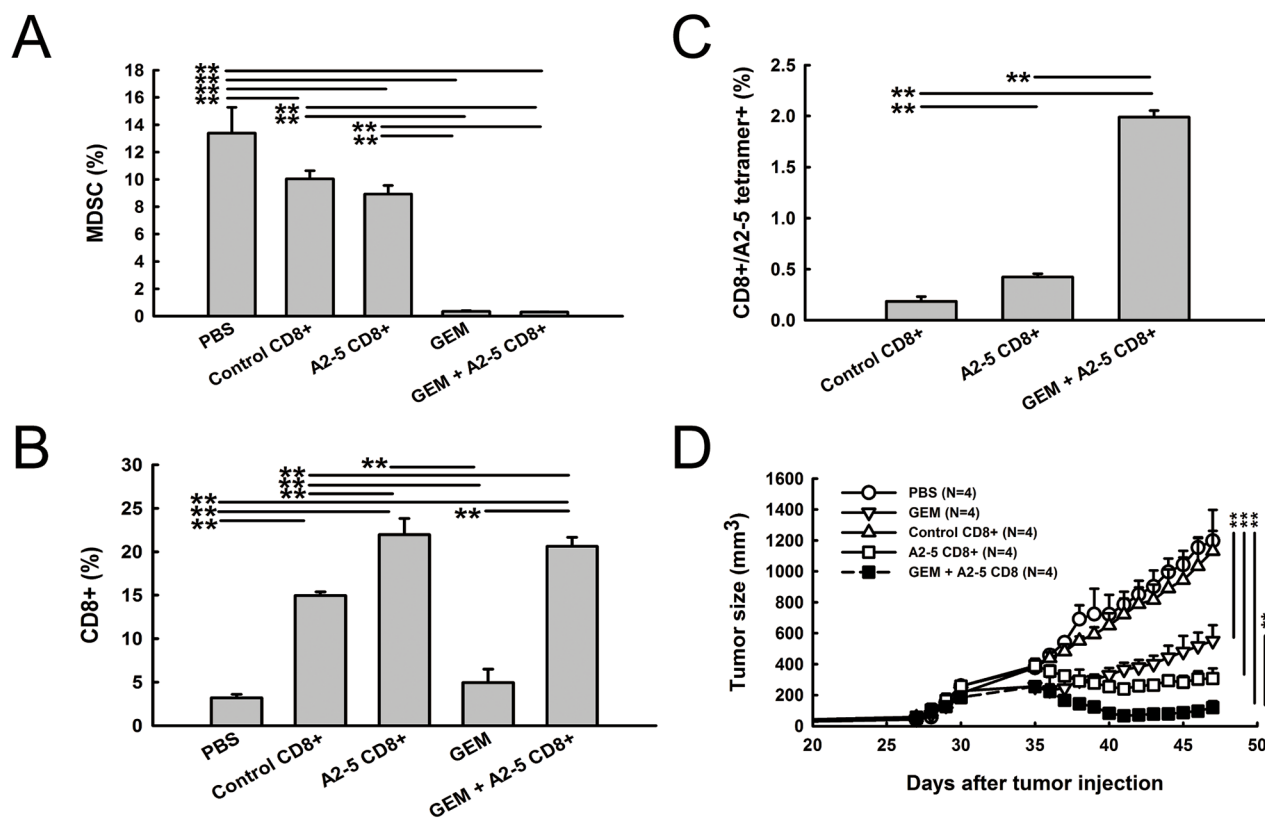 A
MDSC (%)
18
16
14
12
10
8
6
4
2
0
**
**
**
**
**
**
**
**
PBS
Control CD8+
A2-5 CD8+
GEM
GEM + A2-5 CD8+
C
CD8+/A2-5 tetramer+ (%)
2.5
2.0
1.5
1.0
0.5
0.0
**
**
**
Control CD8+
A2-5 CD8+
GEM + A2-5 CD8+
B
CD8+ (%)
30
25
20
15
10
5
0
**
**
**
**
**
**
**
**
PBS
Control CD8+
A2-5 CD8+
GEM
GEM + A2-5 CD8+
D
Tumor size (mm3)
1600
1400
1200
1000
800
600
400
200
0
PBS (N=4)
GEM (N=4)
Control CD8+ (N=4)
A2-5 CD8+ (N=4)
GEM + A2-5 CD8 (N=4)
**
**
**
**
20
25
30
35
40
45
50
Days after tumor injection